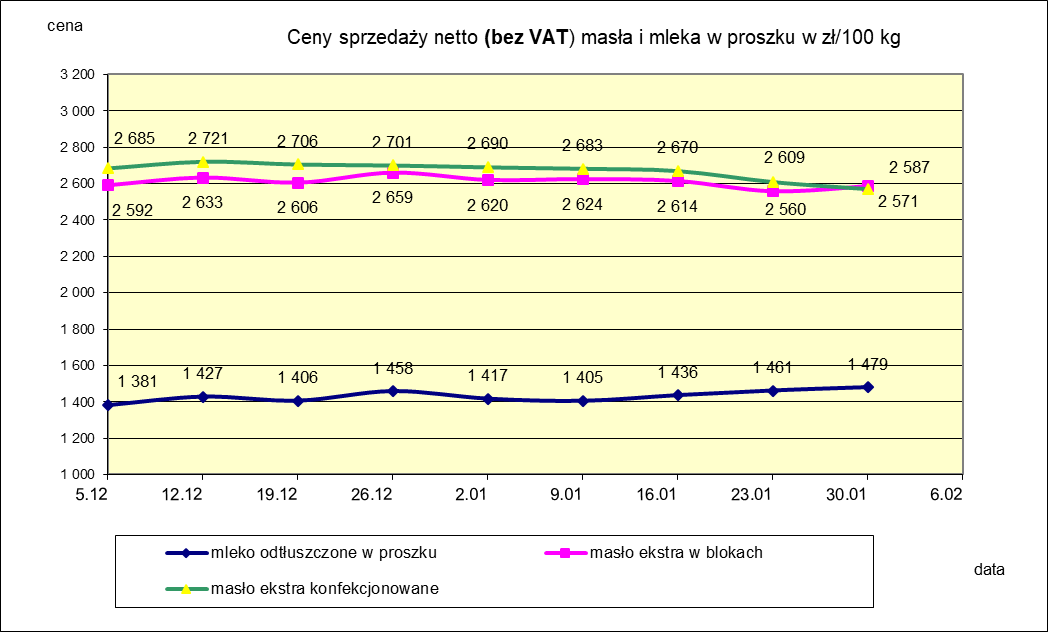 cena
Ceny sprzedaży netto (bez VAT) masła i mleka w proszku w zł/100 kg
3 200
3 000
2 800
2 600
2 400
2 200
2 000
1 800
1 600
1 400
1 200
1 000
2 685 2 721 2 706 2 701 2 690 2 683 2 670 2 609 2 587
2 592 2 633 2 606 2 659 2 620 2 624 2 614 2 560 2 571
1 381 1 427 1 406 1 458 1 417 1 405 1 436 1 461 1 479
5.12 12.12 19.12 26.12 2.01 9.01 16.01 23.01 30.01 6.02
mleko odtłuszczone w proszku masło ekstra w blokach
masło ekstra konfekcjonowane
data